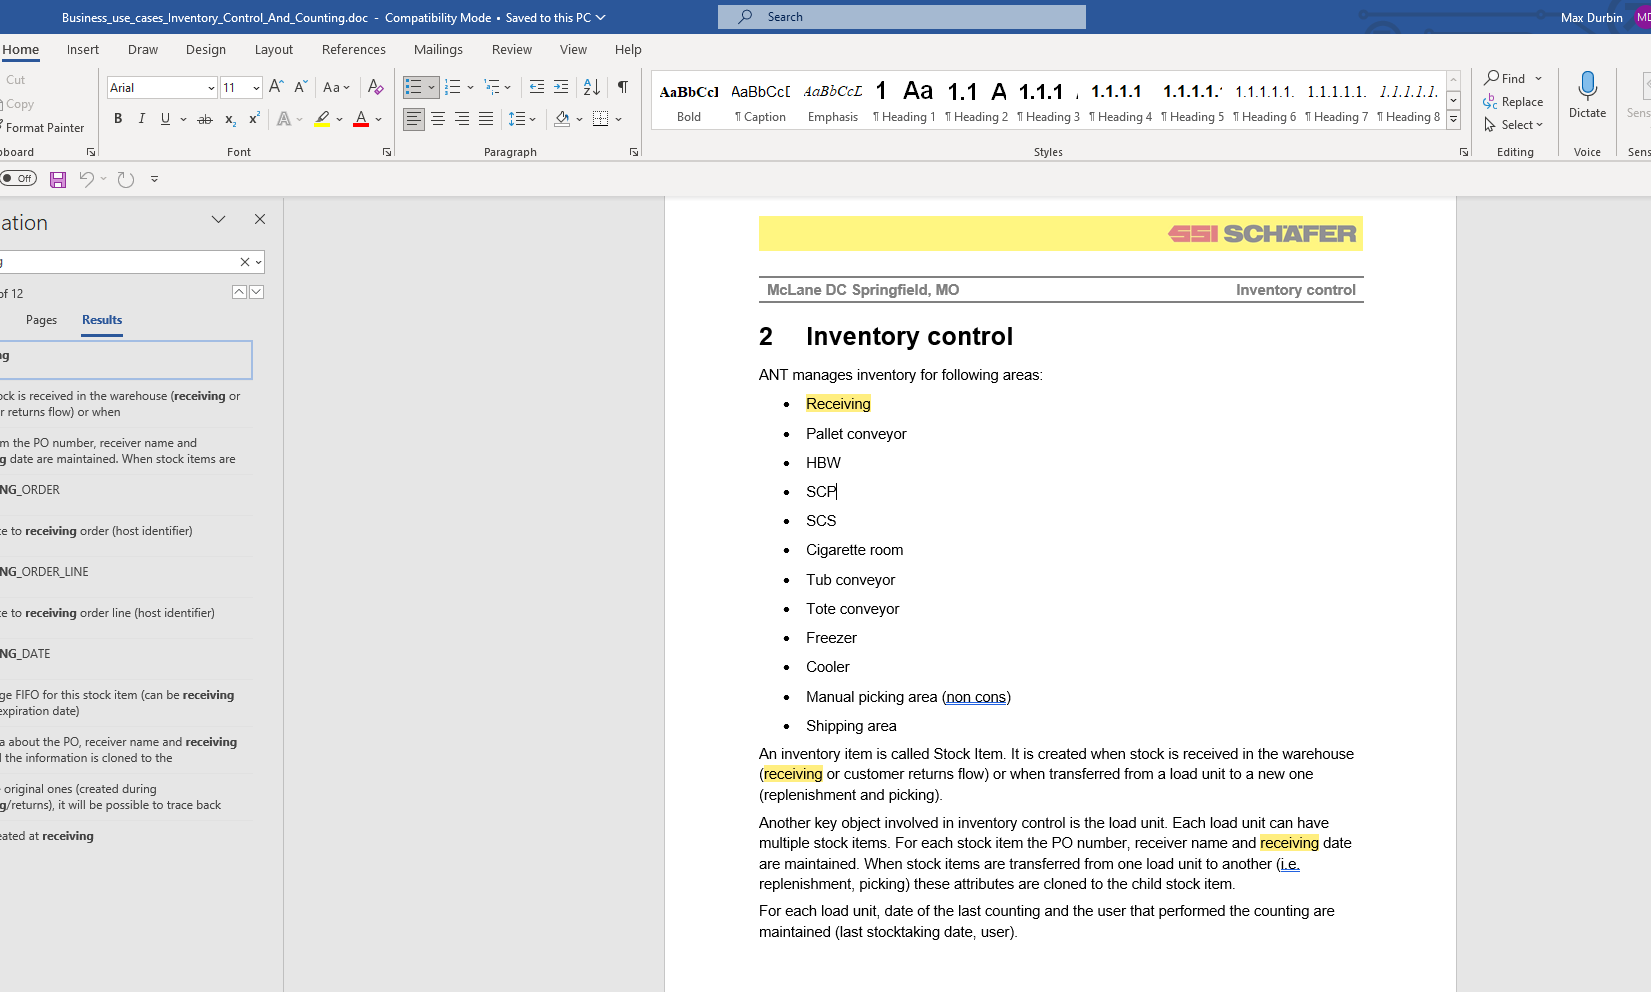 Business_use_cases_Inventory_Control_And_Counting.doc - Compatibility Mode • Saved to this PC
Search
Max Durbin
MD
Home Insert Draw Design Layout References Mailings Review View Help
Cut
Copy
Format Painter
Arial
11
Aa
B I U ab x₂ x² A A
AaBbCcI AaBbCcI AaBbCcL 1 Aa 1.1 A 1.1.1 1.1.1.1 1.1.1.1. 1.1.1.1.1. 1.1.1.1.1. 1.1.1.1.1.
Bold ¶ Caption Emphasis ¶ Heading 1 ¶ Heading 2 ¶ Heading 3 ¶ Heading 4 ¶ Heading 5 ¶ Heading 6 ¶ Heading 7 ¶ Heading 8
Find
Replace
Select
Dictate
Sens
board Font Paragraph Styles Editing Voice Sens
Off
ation
g
of 12
Pages Results
ng
ock is received in the warehouse (receiving or
r returns flow) or when
m the PO number, receiver name and
g date are maintained. When stock items are
NG_ORDER
ce to receiving order (host identifier)
NG_ORDER_LINE
ce to receiving order line (host identifier)
NG_DATE
ge FIFO for this stock item (can be receiving
expiration date)
a about the PO, receiver name and receiving
d the information is cloned to the
original ones (created during
g/returns), it will be possible to trace back
eated at receiving
SSI SCHÄFER
McLane DC Springfield, MO Inventory control
2 Inventory control
ANT manages inventory for following areas:
• Receiving
• Pallet conveyor
• HBW
• SCP
• SCS
• Cigarette room
• Tub conveyor
• Tote conveyor
• Freezer
• Cooler
• Manual picking area (non cons)
• Shipping area
An inventory item is called Stock Item. It is created when stock is received in the warehouse
(receiving or customer returns flow) or when transferred from a load unit to a new one
(replenishment and picking).
Another key object involved in inventory control is the load unit. Each load unit can have
multiple stock items. For each stock item the PO number, receiver name and receiving date
are maintained. When stock items are transferred from one load unit to another (i.e.
replenishment, picking) these attributes are cloned to the child stock item.
For each load unit, date of the last counting and the user that performed the counting are
maintained (last stocktaking date, user).